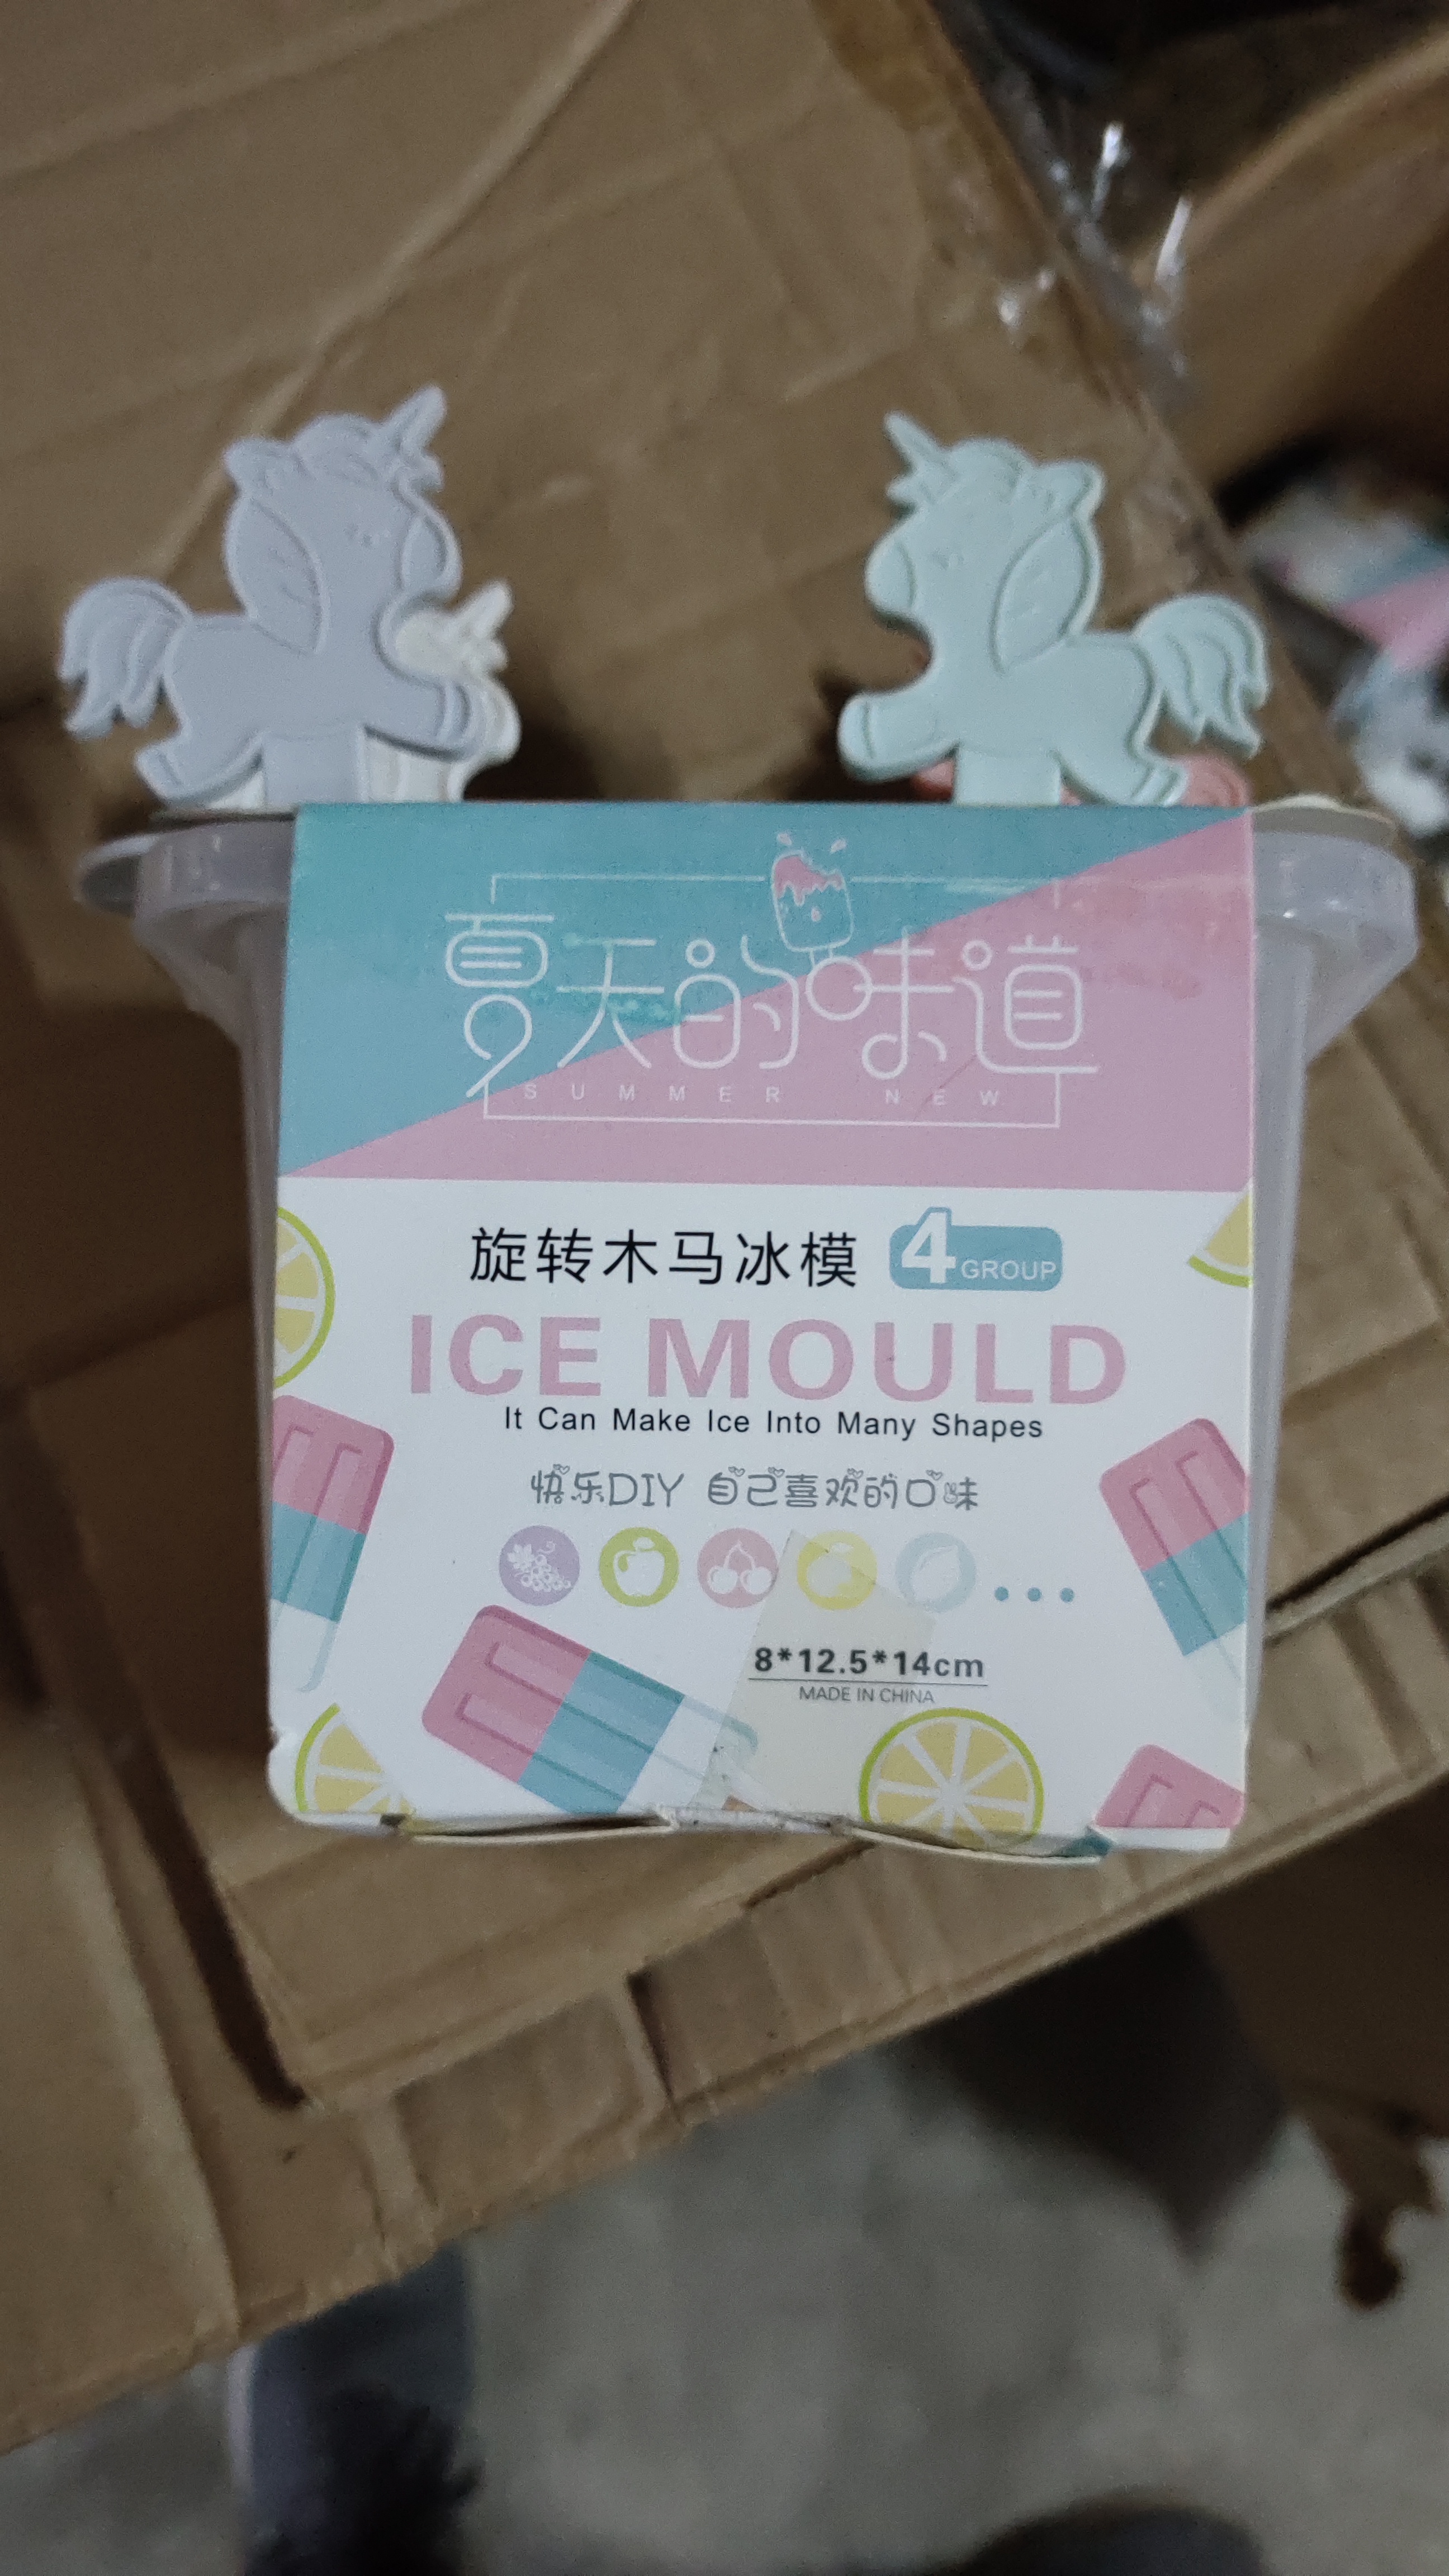 夏天的味道
SUMMER NEW
旋转木马冰模 4 GROUP
ICE MOULD
It Can Make Ice Into Many Shapes
快乐DIY 自己喜欢的口味
8*12.5*14cm
MADE IN CHINA